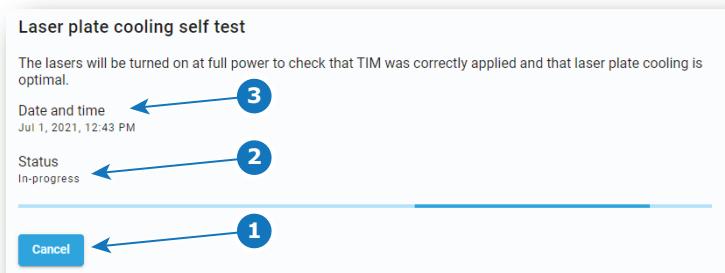 Laser plate cooling self test
The lasers will be turned on at full power to check that TIM was correctly applied and that laser plate cooling is
optimal.
3
Date and time
Jul 1, 2021, 12:43 PM
2
Status
In-progress
1
Cancel